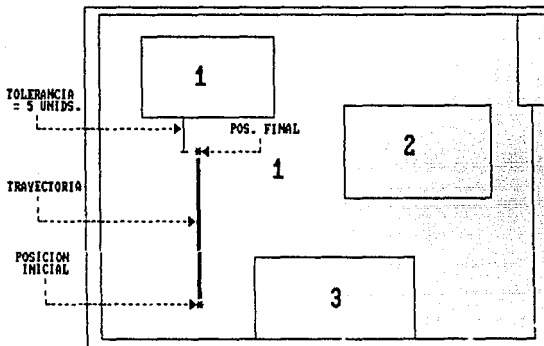 1
TOLERANCIA
= 5 UNIDS.
POS. FINAL
2
1
TRAYECTORIA
POSICION
INICIAL
3